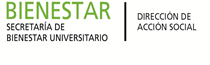 BIENESTAR
SECRETARÍA DE
BIENESTAR UNIVERSITARIO
DIRECCIÓN DE
ACCIÓN SOCIAL